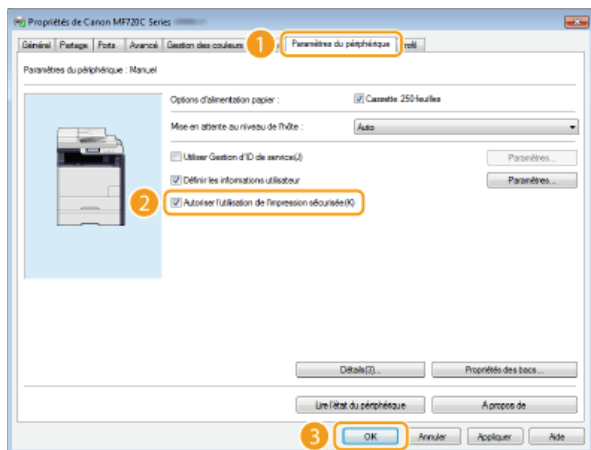 Propriétés de Canon MF720C Series
Général Partage Ports Avancé Gestion des couleurs 1 Paramètres du périphérique Profil
Paramètres du périphérique : Manuel
Options d'alimentation papier : Cassette 250 feuilles
Mise en attente au niveau de l'hôte : Auto
Utiliser Gestion d'ID de service(J) Paramètres...
Définir les informations utilisateur Paramètres...
2 Autoriser l'utilisation de l'impression sécurisée(K)
Détails(3)... Propriétés des bacs...
Lire l'état du périphérique A propos de
3 OK Annuler Appliquer Aide